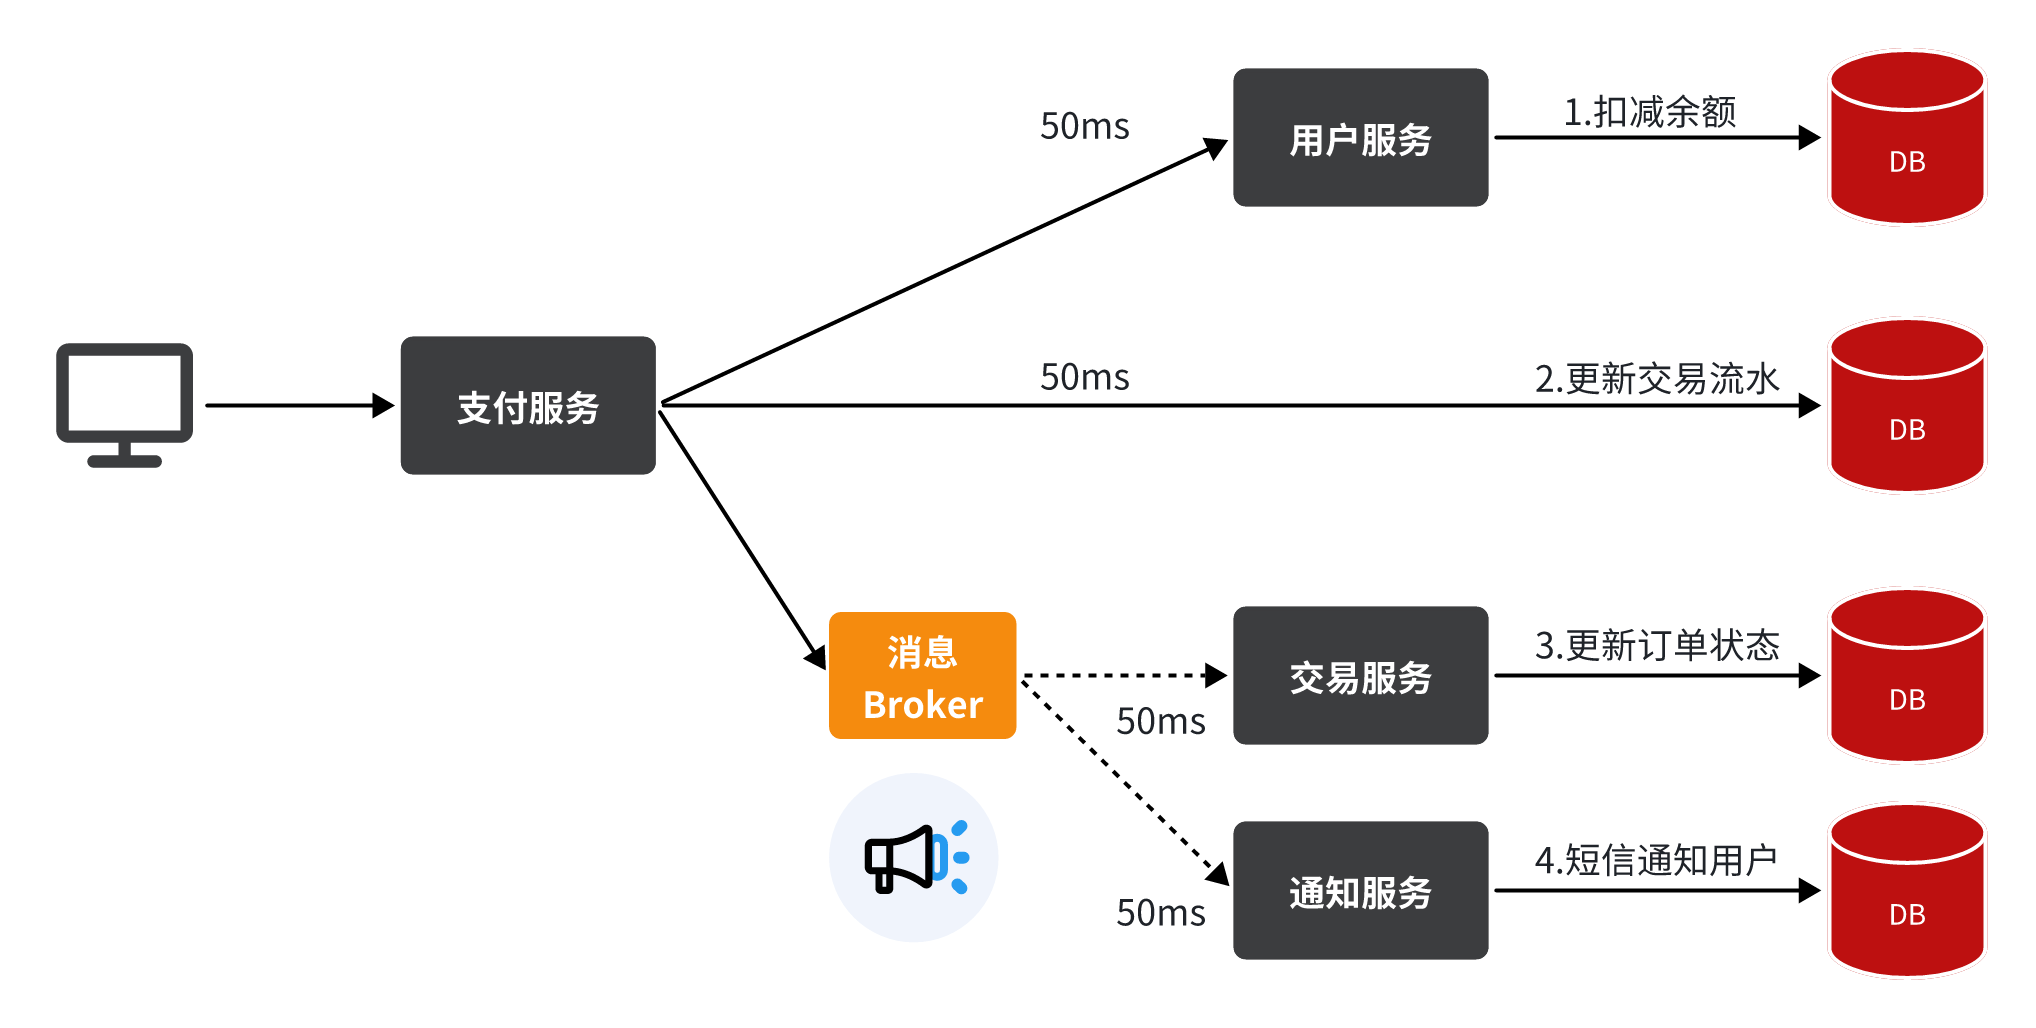 50ms
用户服务
1.扣减余额
DB
支付服务
50ms
2.更新交易流水
DB
消息
Broker
50ms
交易服务
3.更新订单状态
DB
50ms
通知服务
4.短信通知用户
DB